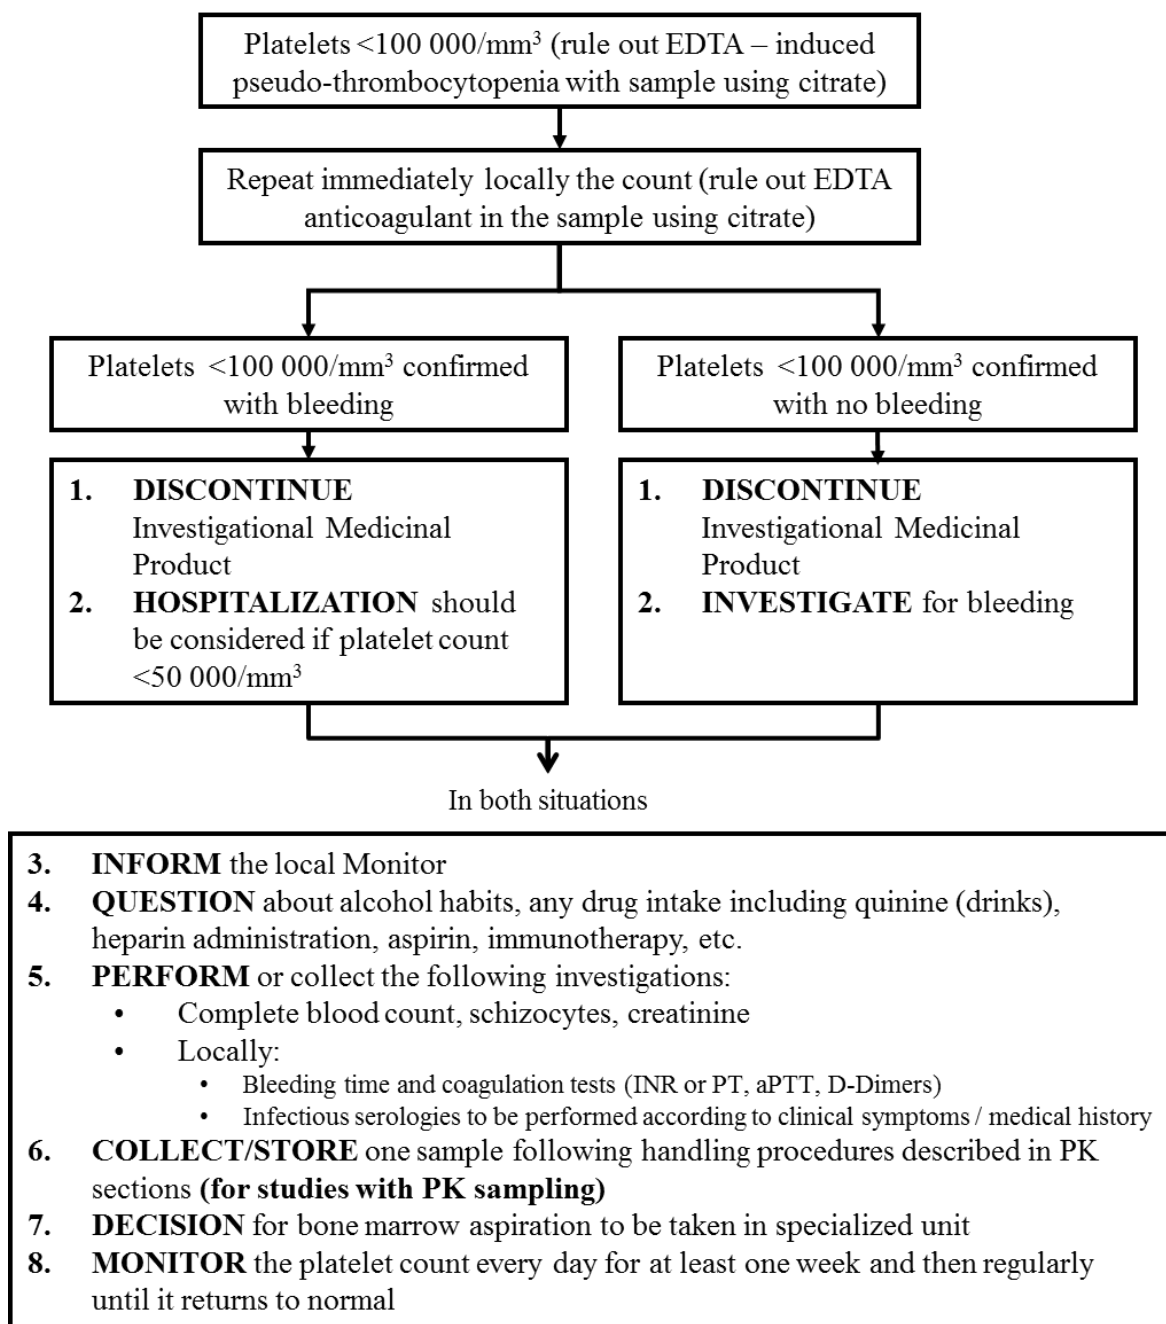 Platelets <100 000/mm³ (rule out EDTA – induced
pseudo-thrombocytopenia with sample using citrate)
Repeat immediately locally the count (rule out EDTA
anticoagulant in the sample using citrate)
Platelets <100 000/mm³ confirmed
with bleeding
Platelets <100 000/mm³ confirmed
with no bleeding
1. DISCONTINUE
Investigational Medicinal
Product
2. HOSPITALIZATION should
be considered if platelet count
<50 000/mm³
1. DISCONTINUE
Investigational Medicinal
Product
2. INVESTIGATE for bleeding
In both situations
3. INFORM the local Monitor
4. QUESTION about alcohol habits, any drug intake including quinine (drinks),
heparin administration, aspirin, immunotherapy, etc.
5. PERFORM or collect the following investigations:
• Complete blood count, schizocytes, creatinine
• Locally:
• Bleeding time and coagulation tests (INR or PT, aPTT, D-Dimers)
• Infectious serologies to be performed according to clinical symptoms / medical history
6. COLLECT/STORE one sample following handling procedures described in PK
sections (for studies with PK sampling)
7. DECISION for bone marrow aspiration to be taken in specialized unit
8. MONITOR the platelet count every day for at least one week and then regularly
until it returns to normal